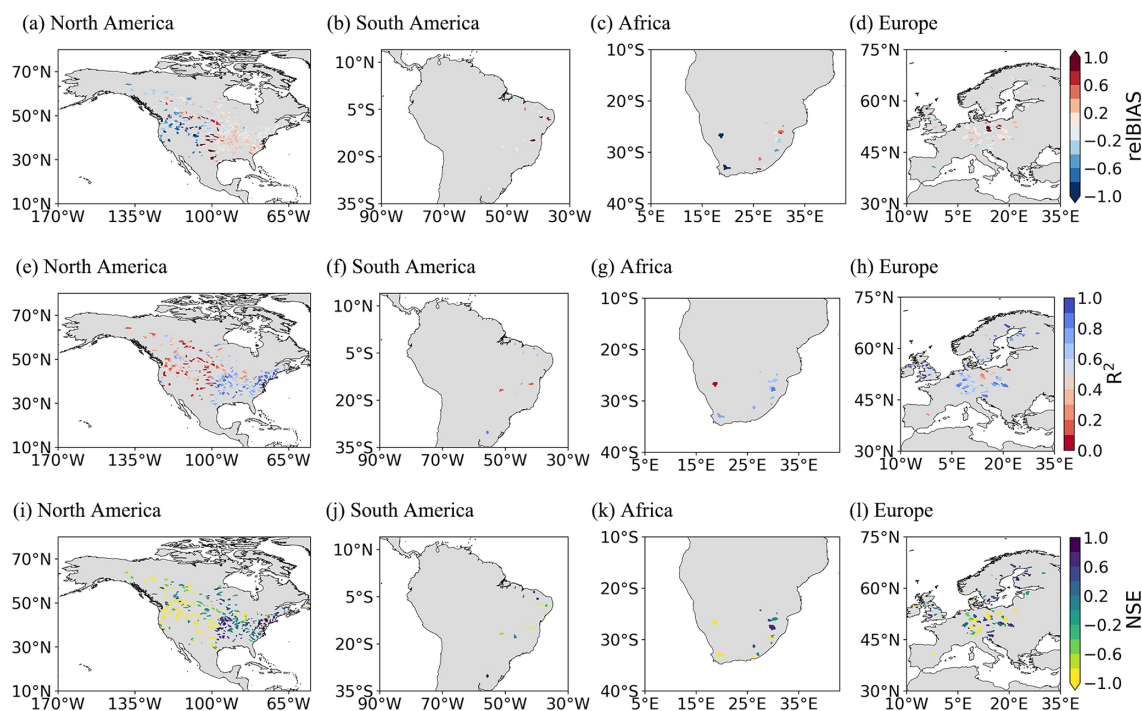 (a) North America (b) South America (c) Africa (d) Europe
70°N 50°N 30°N 10°N
170°W 135°W 100°W 65°W
10°N 5°S 20°S 35°S
90°W 70°W 50°W 30°W
10°S 20°S 30°S 40°S
5°E 15°E 25°E 35°E
75°N 60°N 45°N 30°N
10°W 5°E 20°E 35°E
1.0 0.6 0.2 −0.2 −0.6 −1.0
relBIAS
(e) North America (f) South America (g) Africa (h) Europe
70°N 50°N 30°N 10°N
170°W 135°W 100°W 65°W
10°N 5°S 20°S 35°S
90°W 70°W 50°W 30°W
10°S 20°S 30°S 40°S
5°E 15°E 25°E 35°E
75°N 60°N 45°N 30°N
10°W 5°E 20°E 35°E
1.0 0.8 0.6 0.4 0.2 0.0
R²
(i) North America (j) South America (k) Africa (l) Europe
70°N 50°N 30°N 10°N
170°W 135°W 100°W 65°W
10°N 5°S 20°S 35°S
90°W 70°W 50°W 30°W
10°S 20°S 30°S 40°S
5°E 15°E 25°E 35°E
75°N 60°N 45°N 30°N
10°W 5°E 20°E 35°E
1.0 0.6 0.2 −0.2 −0.6 −1.0
NSE